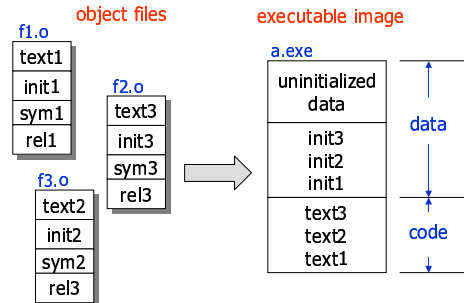 object files
executable image
f1.o
text1
init1
sym1
rel1
f2.o
text3
init3
sym3
rel3
f3.o
text2
init2
sym2
rel3
a.exe
uninitialized
data
init3
init2
init1
text3
text2
text1
data
code